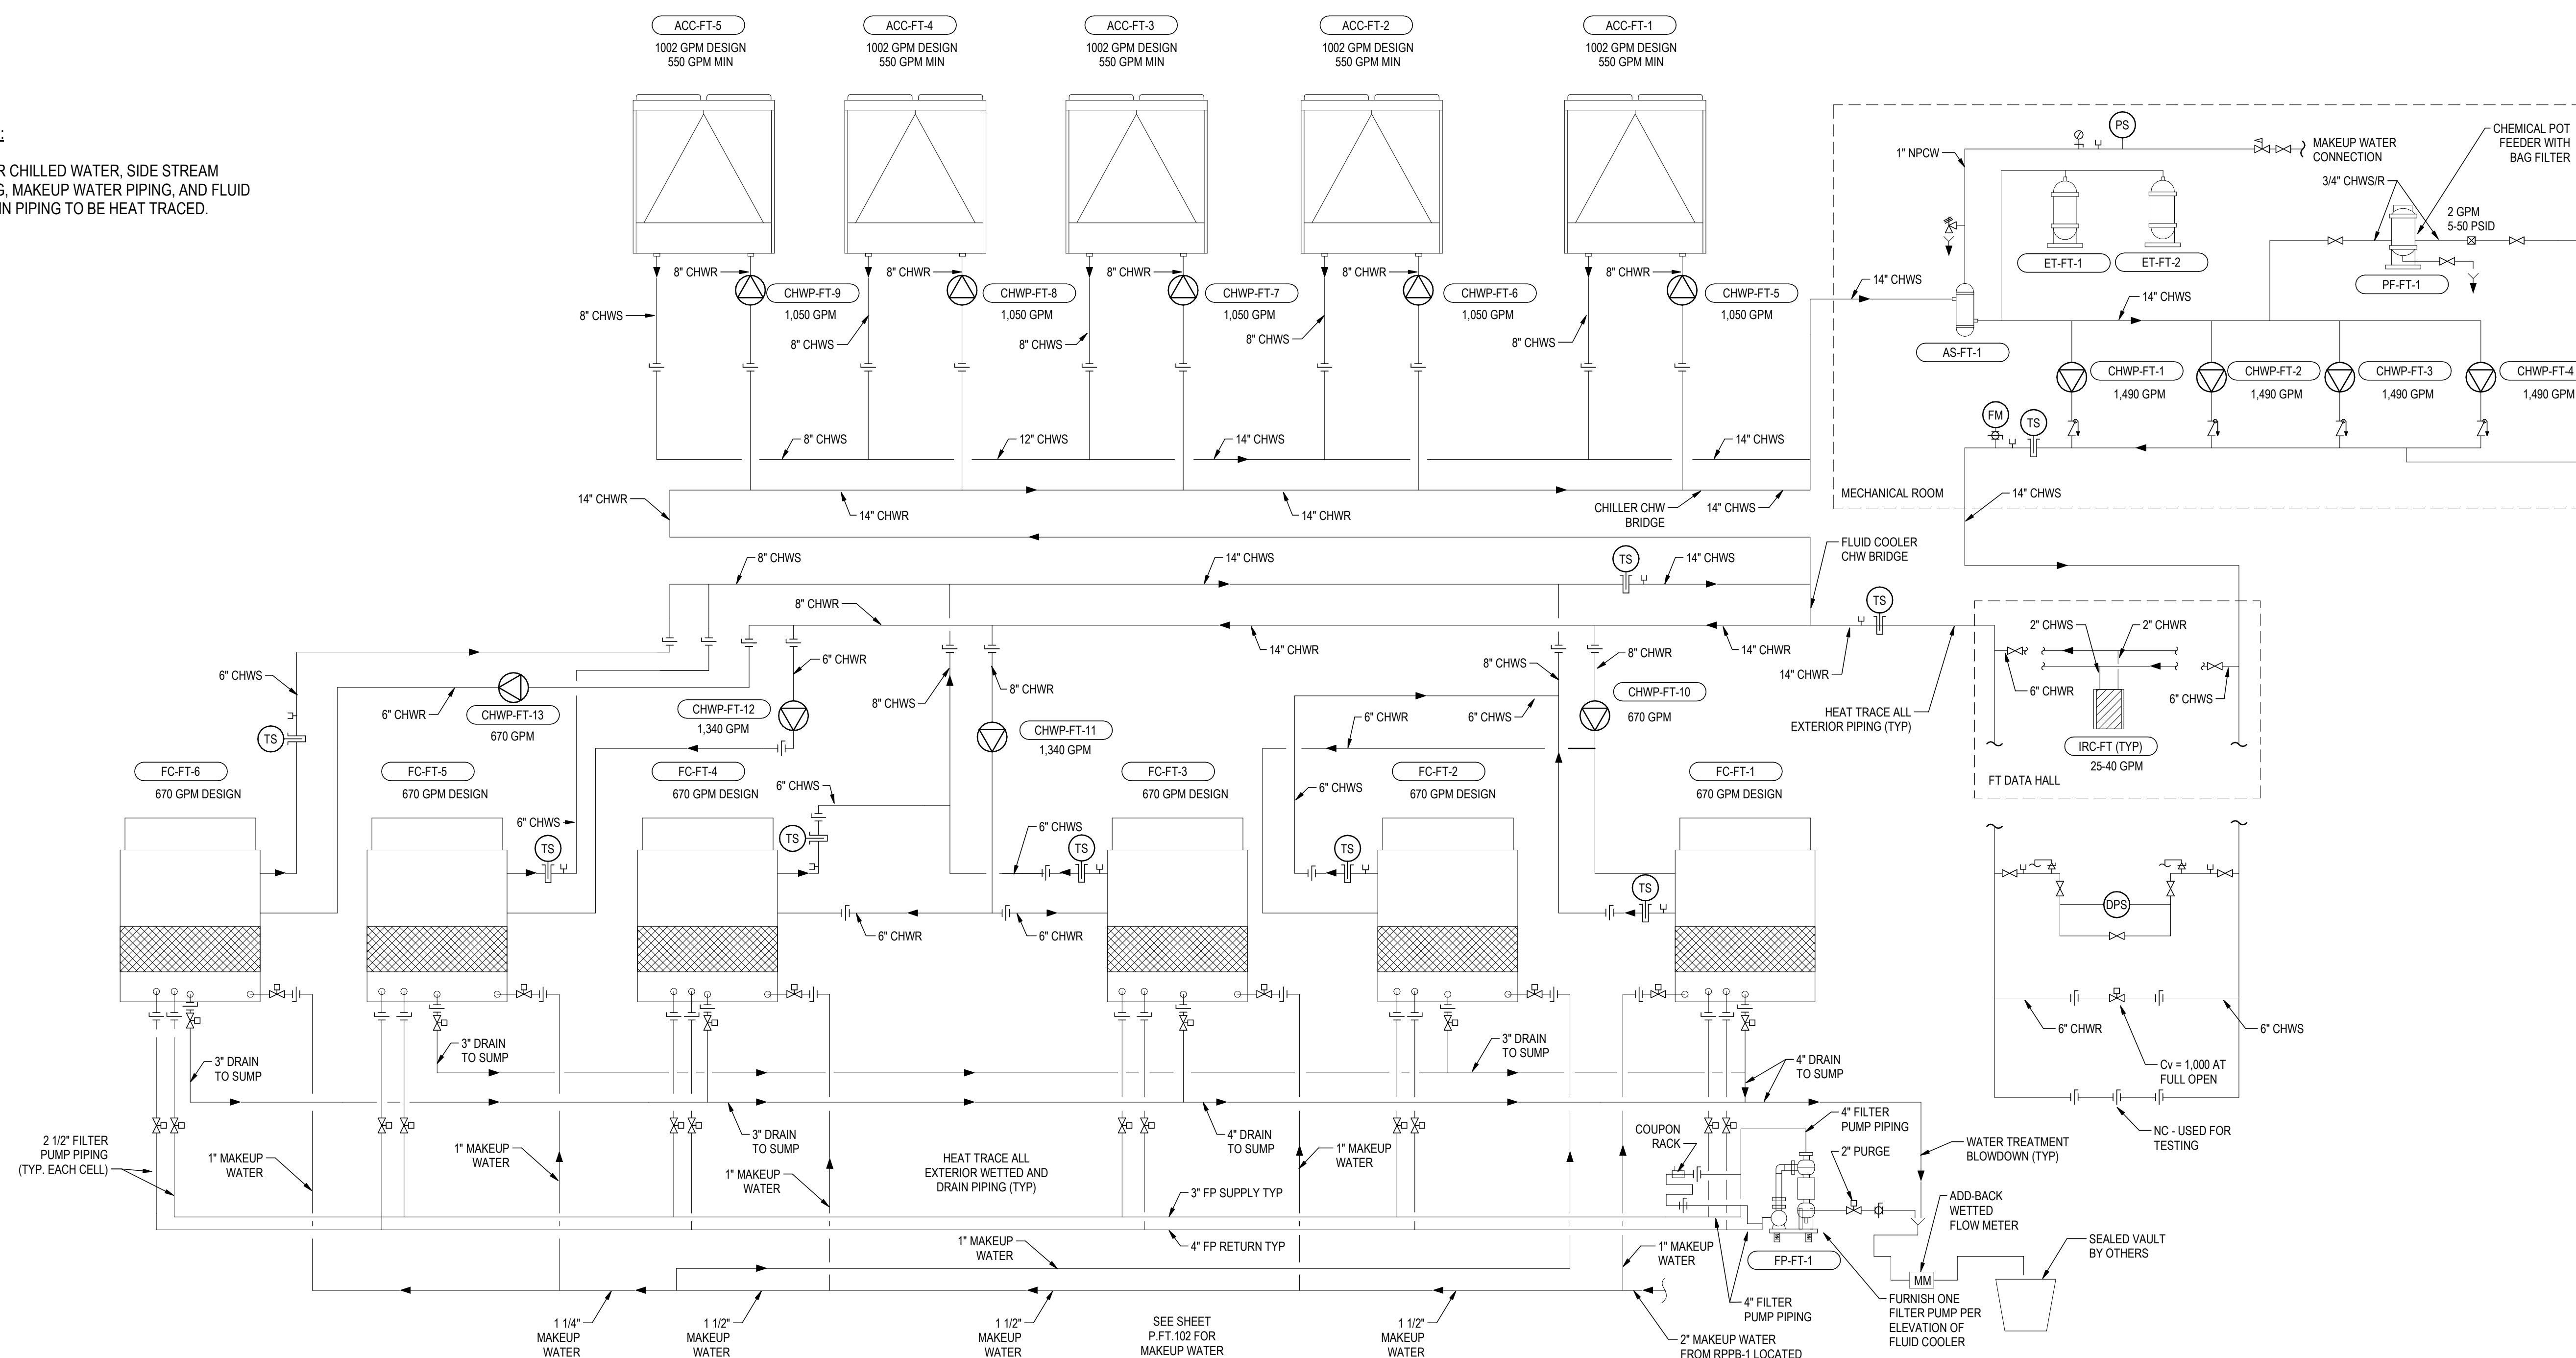 ACC-FT-5
1002 GPM DESIGN
550 GPM MIN
ACC-FT-4
1002 GPM DESIGN
550 GPM MIN
ACC-FT-3
1002 GPM DESIGN
550 GPM MIN
ACC-FT-2
1002 GPM DESIGN
550 GPM MIN
ACC-FT-1
1002 GPM DESIGN
550 GPM MIN
:
R CHILLED WATER, SIDE STREAM
G, MAKEUP WATER PIPING, AND FLUID
IN PIPING TO BE HEAT TRACED.
PS
1" NPCW
MAKEUP WATER
CONNECTION
CHEMICAL POT
FEEDER WITH
BAG FILTER
3/4" CHWS/R
2 GPM
5-50 PSID
ET-FT-1
ET-FT-2
PF-FT-1
8" CHWR
8" CHWR
8" CHWR
8" CHWR
8" CHWR
CHWP-FT-9
1,050 GPM
CHWP-FT-8
1,050 GPM
CHWP-FT-7
1,050 GPM
CHWP-FT-6
1,050 GPM
CHWP-FT-5
1,050 GPM
8" CHWS
8" CHWS
8" CHWS
8" CHWS
8" CHWS
14" CHWS
14" CHWS
AS-FT-1
CHWP-FT-1
1,490 GPM
CHWP-FT-2
1,490 GPM
CHWP-FT-3
1,490 GPM
CHWP-FT-4
1,490 GPM
FM
TS
8" CHWS
12" CHWS
14" CHWS
14" CHWS
14" CHWR
14" CHWR
14" CHWR
CHILLER CHW
BRIDGE
14" CHWS
MECHANICAL ROOM
14" CHWS
8" CHWS
14" CHWS
TS
14" CHWS
FLUID COOLER
CHW BRIDGE
8" CHWR
TS
14" CHWR
14" CHWR
14" CHWR
2" CHWS
2" CHWR
6" CHWR
6" CHWS
IRC-FT (TYP)
25-40 GPM
FT DATA HALL
HEAT TRACE ALL
EXTERIOR PIPING (TYP)
6" CHWS
6" CHWR
TS
CHWP-FT-13
670 GPM
6" CHWR
CHWP-FT-12
1,340 GPM
8" CHWS
8" CHWR
CHWP-FT-11
1,340 GPM
8" CHWS
8" CHWR
6" CHWR
6" CHWS
CHWP-FT-10
670 GPM
FC-FT-6
670 GPM DESIGN
FC-FT-5
670 GPM DESIGN
FC-FT-4
670 GPM DESIGN
FC-FT-3
670 GPM DESIGN
FC-FT-2
670 GPM DESIGN
FC-FT-1
670 GPM DESIGN
6" CHWS
TS
6" CHWS
TS
6" CHWS
TS
6" CHWS
TS
TS
6" CHWR
6" CHWR
DPS
6" CHWR
6" CHWS
Cv = 1,000 AT
FULL OPEN
NC - USED FOR
TESTING
3" DRAIN
TO SUMP
3" DRAIN
TO SUMP
3" DRAIN
TO SUMP
4" DRAIN
TO SUMP
3" DRAIN
TO SUMP
4" DRAIN
TO SUMP
2 1/2" FILTER
PUMP PIPING
(TYP. EACH CELL)
1" MAKEUP
WATER
1" MAKEUP
WATER
1" MAKEUP
WATER
HEAT TRACE ALL
EXTERIOR WETTED AND
DRAIN PIPING (TYP)
1" MAKEUP
WATER
COUPON
RACK
4" FILTER
PUMP PIPING
2" PURGE
WATER TREATMENT
BLOWDOWN (TYP)
ADD-BACK
WETTED
FLOW METER
3" FP SUPPLY TYP
4" FP RETURN TYP
1" MAKEUP
WATER
1" MAKEUP
WATER
FP-FT-1
MM
SEALED VAULT
BY OTHERS
4" FILTER
PUMP PIPING
FURNISH ONE
FILTER PUMP PER
ELEVATION OF
FLUID COOLER
1 1/4"
MAKEUP
WATER
1 1/2"
MAKEUP
WATER
1 1/2"
MAKEUP
WATER
SEE SHEET
P.FT.102 FOR
MAKEUP WATER
1 1/2"
MAKEUP
WATER
2" MAKEUP WATER
FROM RPPB-1 LOCATED